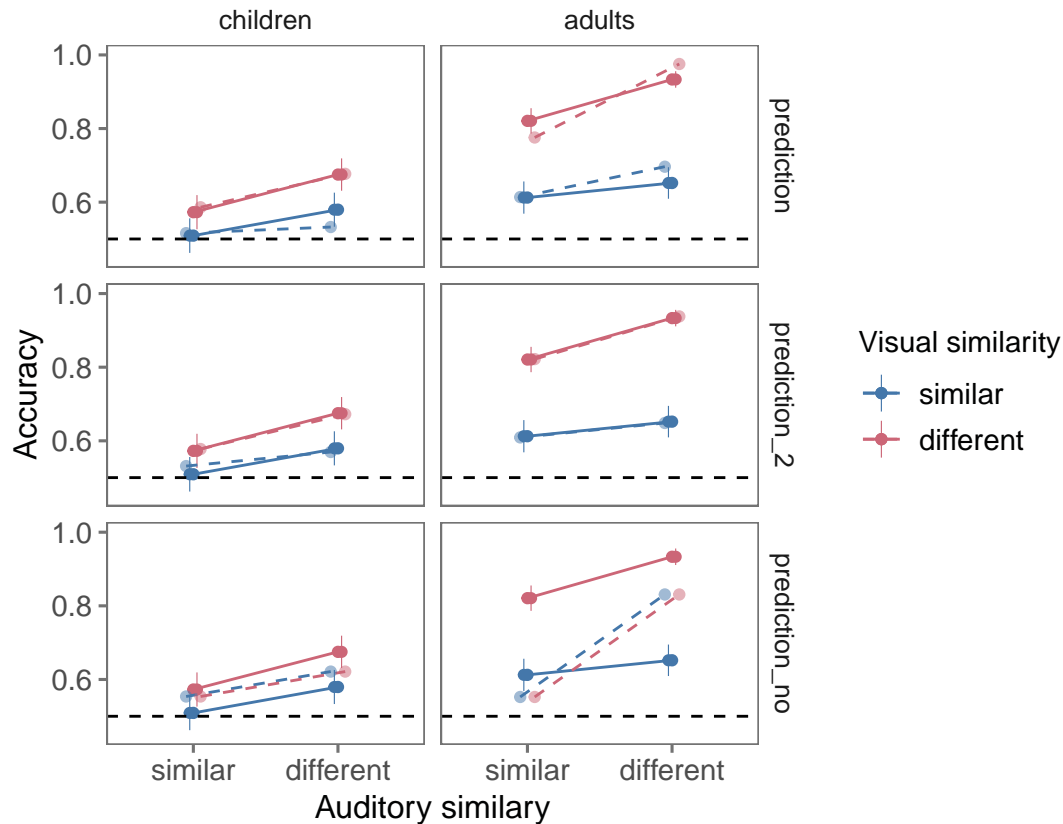 children
adults
1.0
0.8
0.6
prediction
1.0
0.8
0.6
prediction_2
1.0
0.8
0.6
prediction_no
Accuracy
similar
different
similar
different
Auditory similary
Visual similarity
similar
different